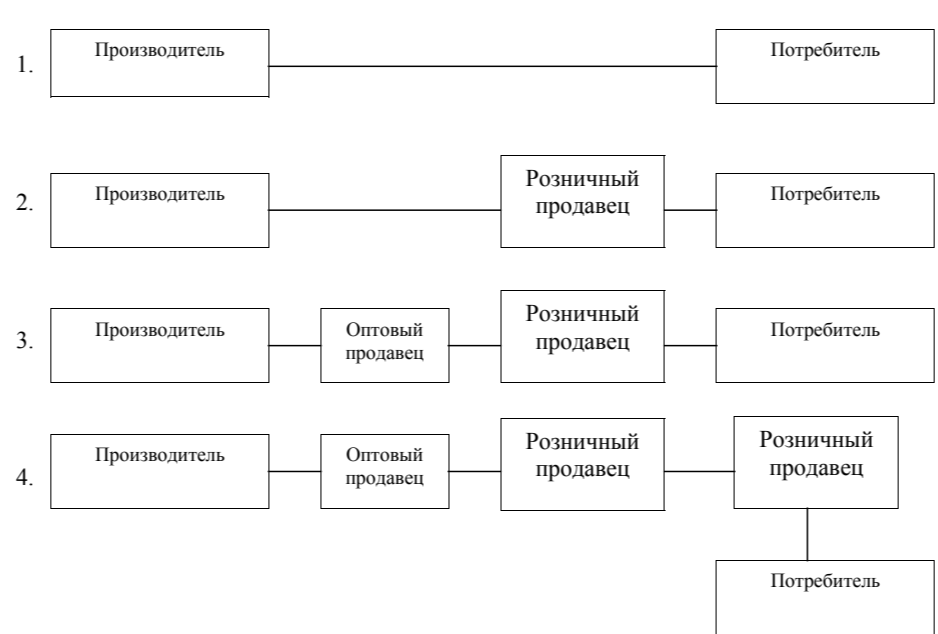 1.
Производитель
Потребитель
2.
Производитель
Розничный
продавец
Потребитель
3.
Производитель
Оптовый
продавец
Розничный
продавец
Потребитель
4.
Производитель
Оптовый
продавец
Розничный
продавец
Розничный
продавец
Потребитель